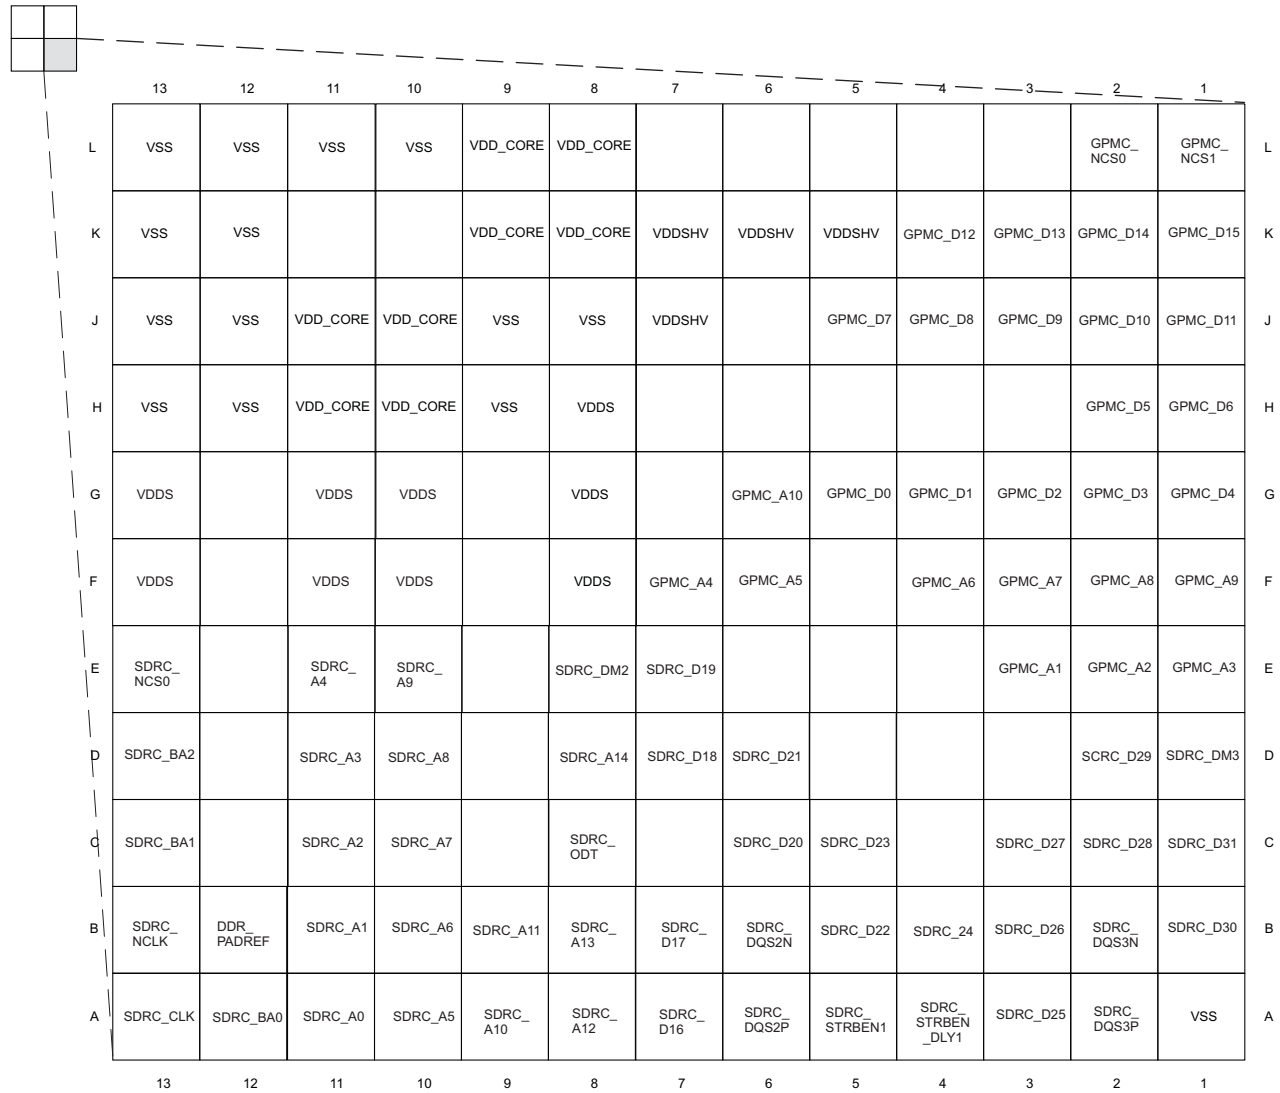 13 12 11 10 9 8 7 6 5 4 3 2 1
L VSS VSS VSS VSS VDD_CORE VDD_CORE GPMC_ GPMC_ L
NCS0 NCS1
K VSS VSS VDD_CORE VDD_CORE VDDSHV VDDSHV VDDSHV GPMC_D12 GPMC_D13 GPMC_D14 GPMC_D15 K
J VSS VSS VDD_CORE VDD_CORE VSS VSS VDDSHV GPMC_D7 GPMC_D8 GPMC_D9 GPMC_D10 GPMC_D11 J
H VSS VSS VDD_CORE VDD_CORE VSS VDDS GPMC_D5 GPMC_D6 H
G VDDS VDDS VDDS VDDS GPMC_A10 GPMC_D0 GPMC_D1 GPMC_D2 GPMC_D3 GPMC_D4 G
F VDDS VDDS VDDS VDDS GPMC_A4 GPMC_A5 GPMC_A6 GPMC_A7 GPMC_A8 GPMC_A9 F
E SDRC_ SDRC_ SDRC_ SDRC_DM2 SDRC_D19 GPMC_A1 GPMC_A2 GPMC_A3 E
NCS0 A4 A9
D SDRC_BA2 SDRC_A3 SDRC_A8 SDRC_A14 SDRC_D18 SDRC_D21 SCRC_D29 SDRC_DM3 D
C SDRC_BA1 SDRC_A2 SDRC_A7 SDRC_ SDRC_D20 SDRC_D23 SDRC_D27 SDRC_D28 SDRC_D31 C
ODT
B SDRC_ DDR_ SDRC_A1 SDRC_A6 SDRC_A11 SDRC_ SDRC_ SDRC_ SDRC_D22 SDRC_24 SDRC_D26 SDRC_ SDRC_D30 B
NCLK PADREF A13 D17 DQS2N DQS3N
A SDRC_CLK SDRC_BA0 SDRC_A0 SDRC_A5 SDRC_ SDRC_ SDRC_ SDRC_ SDRC_ SDRC_ SDRC_D25 SDRC_ VSS A
A10 A12 D16 DQS2P STRBEN1 STRBEN DQS3P
_DLY1
13 12 11 10 9 8 7 6 5 4 3 2 1